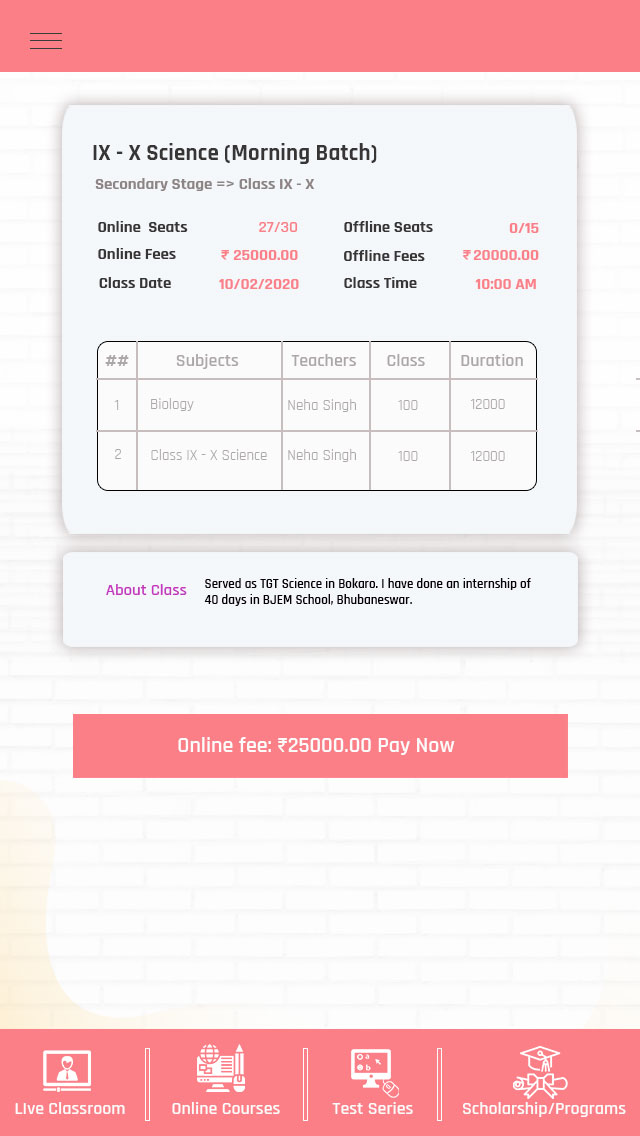 IX - X Science (Morning Batch)
Secondary Stage => Class IX - X
Online Seats 27/30 Offline Seats 0/15
Online Fees ₹ 25000.00 Offline Fees ₹20000.00
Class Date 10/02/2020 Class Time 10:00 AM
## Subjects Teachers Class Duration
1 Biology Neha Singh 100 12000
2 Class IX - X Science Neha Singh 100 12000
About Class
Served as TGT Science in Bokaro. I have done an internship of
40 days in BJEM School, Bhubaneswar.
Online fee: ₹25000.00 Pay Now
LIve Classroom Online Courses Test Series Scholarship/Programs